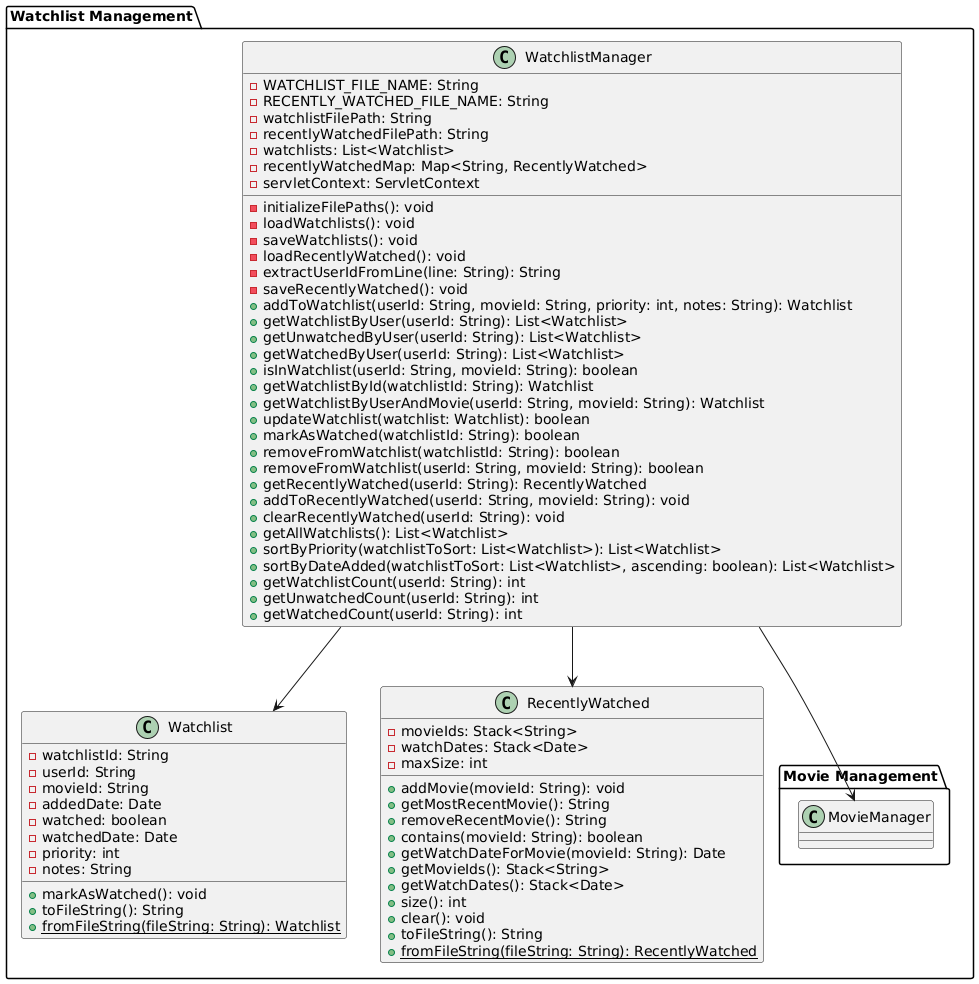 Watchlist Management
C WatchlistManager
WATCHLIST_FILE_NAME: String
RECENTLY_WATCHED_FILE_NAME: String
watchlistFilePath: String
recentlyWatchedFilePath: String
watchlists: List<Watchlist>
recentlyWatchedMap: Map<String, RecentlyWatched>
servletContext: ServletContext
initializeFilePaths(): void
loadWatchlists(): void
saveWatchlists(): void
loadRecentlyWatched(): void
extractUserIdFromLine(line: String): String
saveRecentlyWatched(): void
addToWatchlist(userId: String, movieId: String, priority: int, notes: String): Watchlist
getWatchlistByUser(userId: String): List<Watchlist>
getUnwatchedByUser(userId: String): List<Watchlist>
getWatchedByUser(userId: String): List<Watchlist>
isInWatchlist(userId: String, movieId: String): boolean
getWatchlistById(watchlistId: String): Watchlist
getWatchlistByUserAndMovie(userId: String, movieId: String): Watchlist
updateWatchlist(watchlist: Watchlist): boolean
markAsWatched(watchlistId: String): boolean
removeFromWatchlist(watchlistId: String): boolean
removeFromWatchlist(userId: String, movieId: String): boolean
getRecentlyWatched(userId: String): RecentlyWatched
addToRecentlyWatched(userId: String, movieId: String): void
clearRecentlyWatched(userId: String): void
getAllWatchlists(): List<Watchlist>
sortByPriority(watchlistToSort: List<Watchlist>): List<Watchlist>
sortByDateAdded(watchlistToSort: List<Watchlist>, ascending: boolean): List<Watchlist>
getWatchlistCount(userId: String): int
getUnwatchedCount(userId: String): int
getWatchedCount(userId: String): int
C Watchlist
watchlistId: String
userId: String
movieId: String
addedDate: Date
watched: boolean
watchedDate: Date
priority: int
notes: String
markAsWatched(): void
toFileString(): String
fromFileString(fileString: String): Watchlist
C RecentlyWatched
movieIds: Stack<String>
watchDates: Stack<Date>
maxSize: int
addMovie(movieId: String): void
getMostRecentMovie(): String
removeRecentMovie(): String
contains(movieId: String): boolean
getWatchDateForMovie(movieId: String): Date
getMovieIds(): Stack<String>
getWatchDates(): Stack<Date>
size(): int
clear(): void
toFileString(): String
fromFileString(fileString: String): RecentlyWatched
Movie Management
C MovieManager